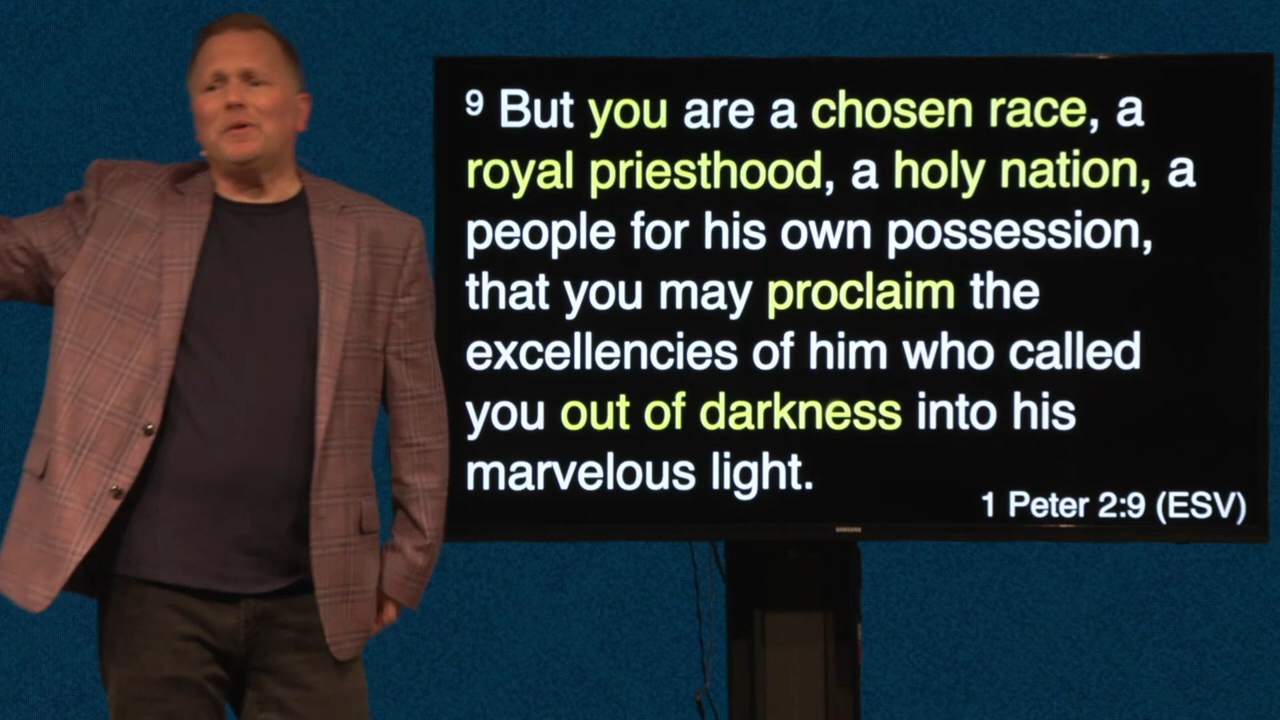 9 But you are a chosen race, a
royal priesthood, a holy nation, a
people for his own possession,
that you may proclaim the
excellencies of him who called
you out of darkness into his
marvelous light.
1 Peter 2:9 (ESV)
SAMSUNG